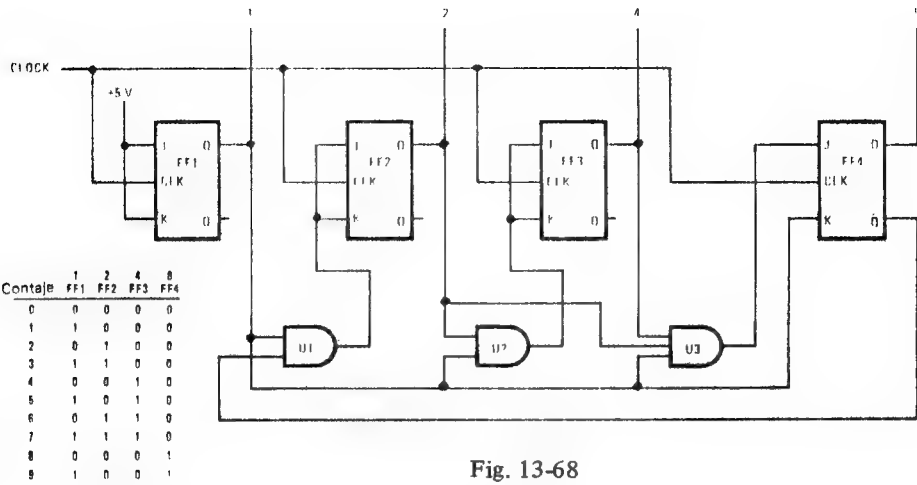 1 2 4
CLOCK
+5 V
J Q J Q J Q J Q
FF1 FF2 FF3 FF4
CLK CLK CLK CLK
K Q K Q K Q K Q
1 2 4 8
Contaje FF1 FF2 FF3 FF4
0 0 0 0 0
1 1 0 0 0
2 0 1 0 0
3 1 1 0 0
4 0 0 1 0
5 1 0 1 0
6 0 1 1 0
7 1 1 1 0
8 0 0 0 1
9 1 0 0 1
U1 U2 U3
Fig. 13-68